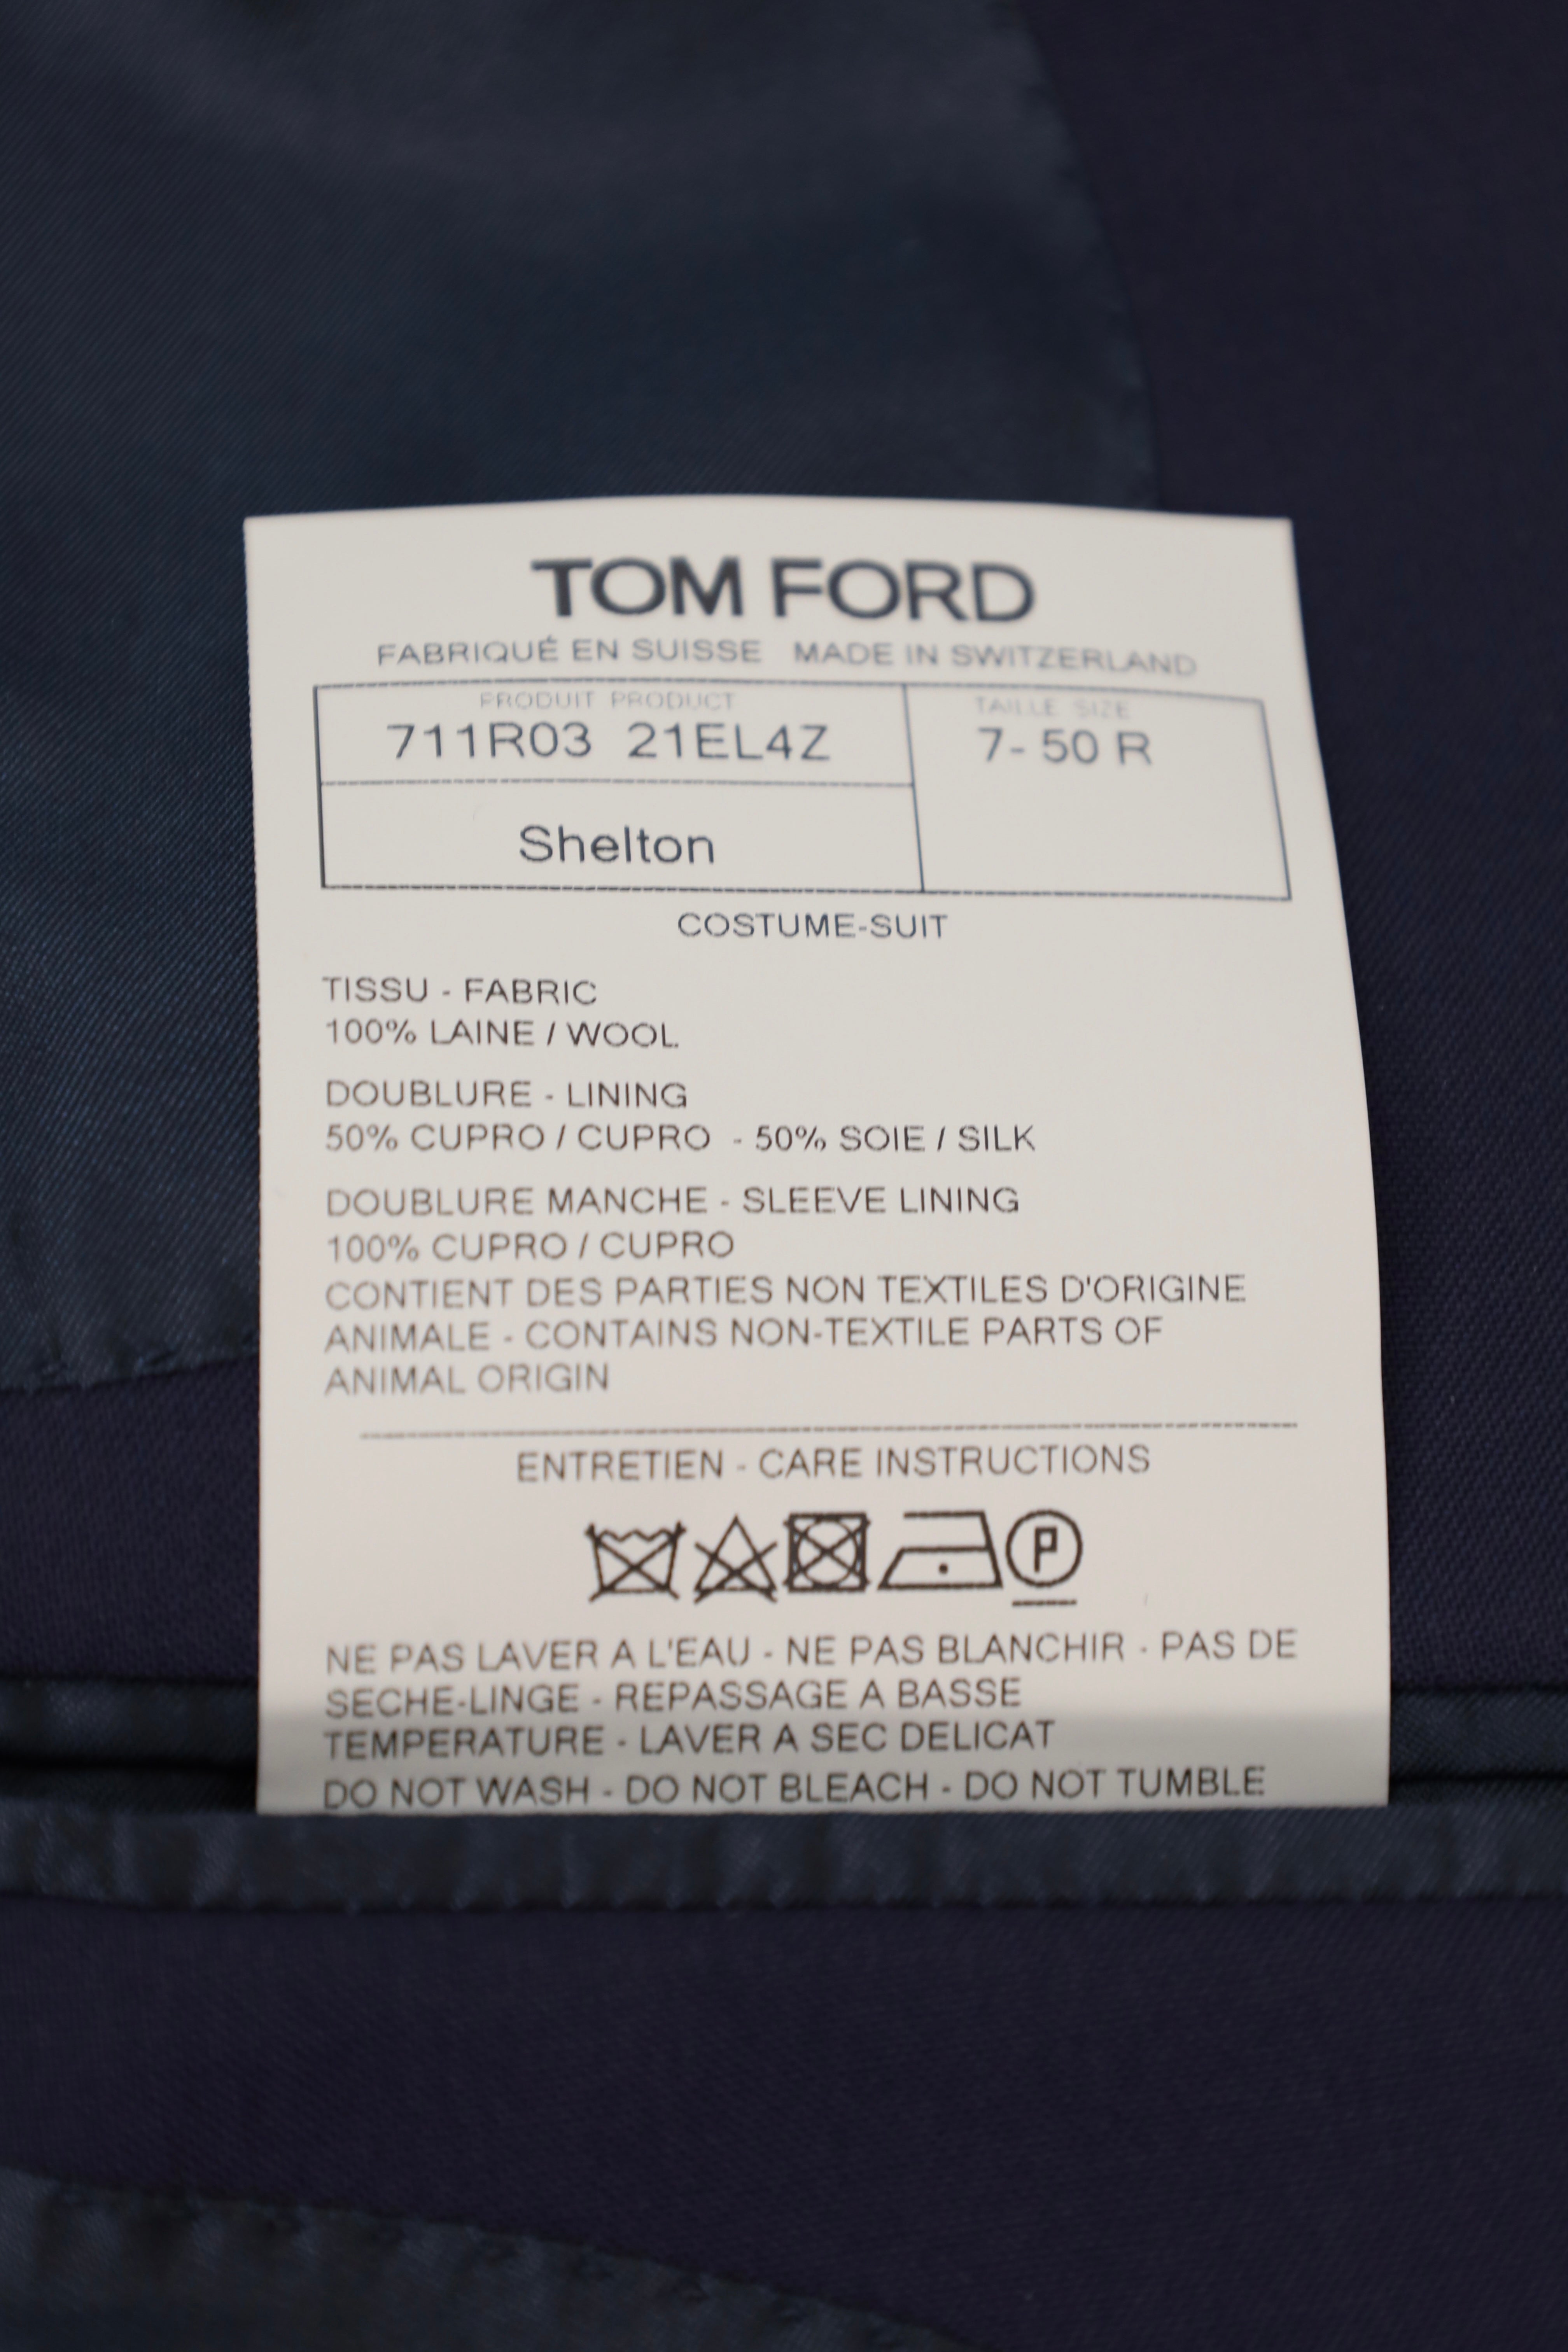 TOM FORD
FABRIQUÉ EN SUISSE MADE IN SWITZERLAND
PRODUIT PRODUCT
711R03 21EL4Z
TAILLE SIZE
7- 50 R
Shelton
COSTUME-SUIT
TISSU - FABRIC
100% LAINE / WOOL
DOUBLURE - LINING
50% CUPRO / CUPRO - 50% SOIE / SILK
DOUBLURE MANCHE - SLEEVE LINING
100% CUPRO / CUPRO
CONTIENT DES PARTIES NON TEXTILES D'ORIGINE
ANIMALE - CONTAINS NON-TEXTILE PARTS OF
ANIMAL ORIGIN
ENTRETIEN - CARE INSTRUCTIONS
P
NE PAS LAVER A L'EAU - NE PAS BLANCHIR - PAS DE
SECHE-LINGE - REPASSAGE A BASSE
TEMPERATURE - LAVER A SEC DELICAT
DO NOT WASH - DO NOT BLEACH - DO NOT TUMBLE